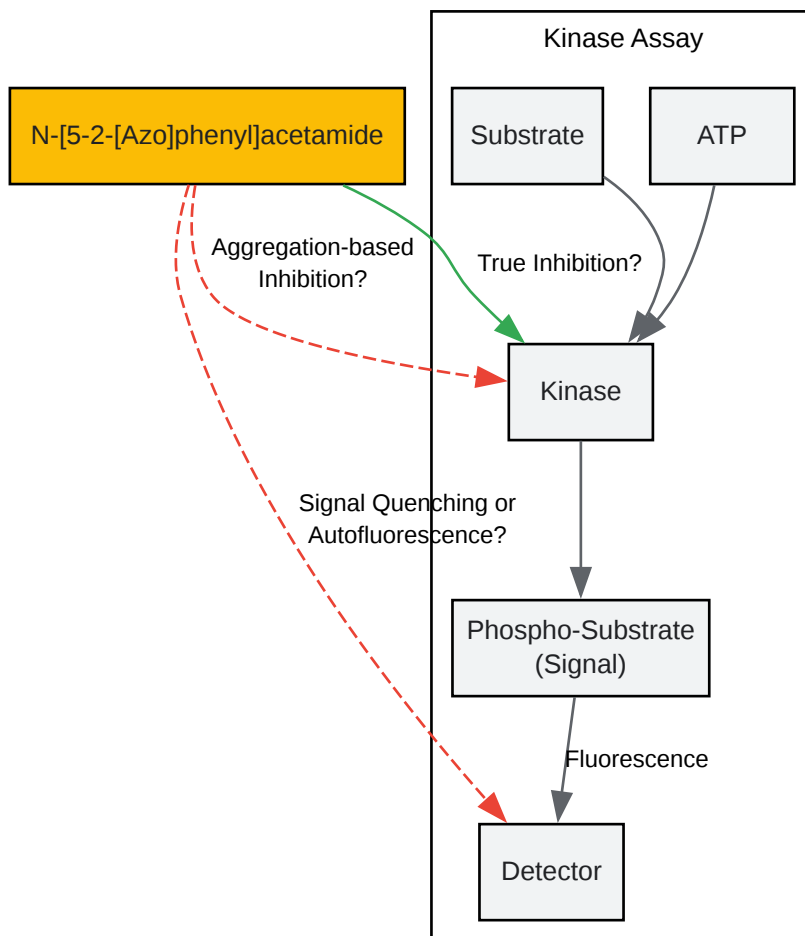 Kinase Assay
N-[5-2-[Azo]phenyl]acetamide
Substrate
ATP
Aggregation-based
Inhibition?
True Inhibition?
Kinase
Signal Quenching or
Autofluorescence?
Phospho-Substrate
(Signal)
Fluorescence
Detector